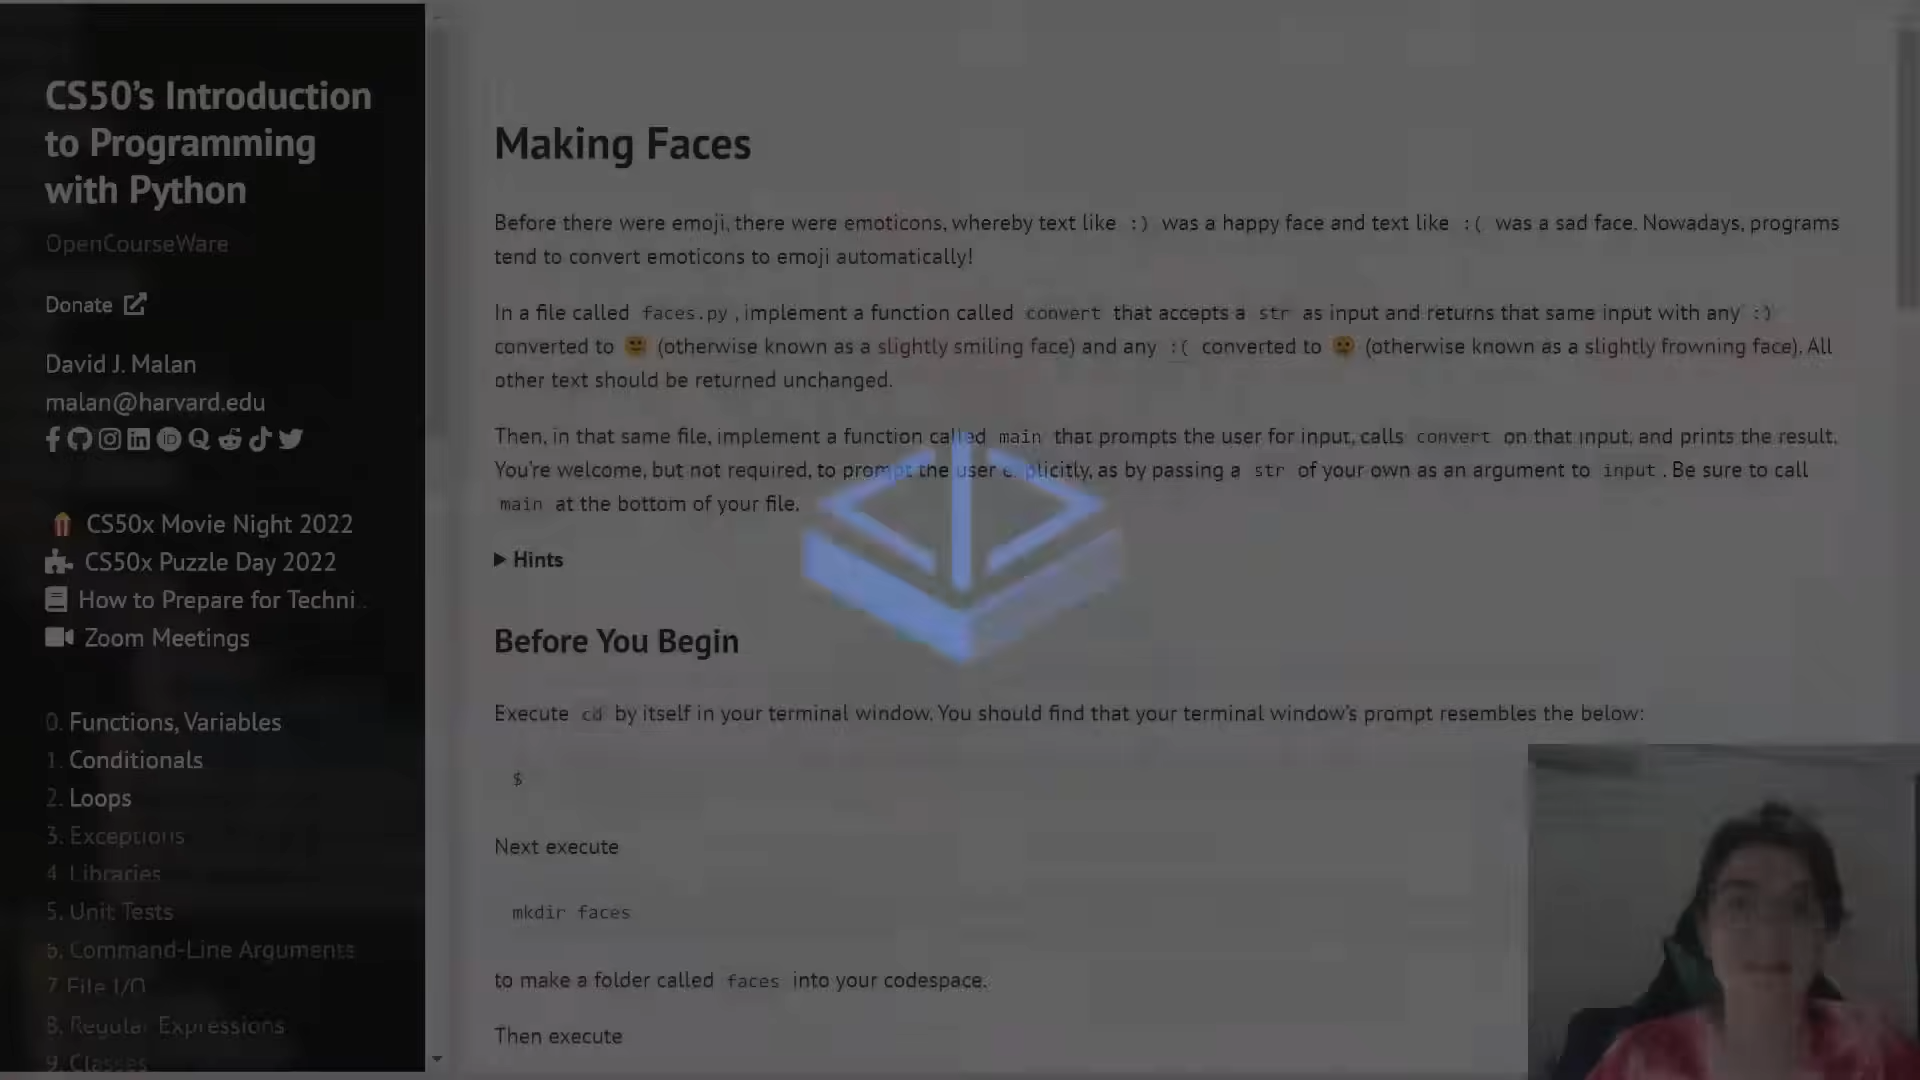 CS50’s Introduction
to Programming
with Python
OpenCourseWare
Donate
David J. Malan
malan@harvard.edu
CS50x Movie Night 2022
CS50x Puzzle Day 2022
How to Prepare for Techni
Zoom Meetings
0. Functions, Variables
1. Conditionals
2. Loops
3. Exceptions
4. Libraries
5. Unit Tests
6. Command-Line Arguments
7. File I/O
8. Regular Expressions
9. Classes
Making Faces
Before there were emoji, there were emoticons, whereby text like :) was a happy face and text like :( was a sad face. Nowadays, programs
tend to convert emoticons to emoji automatically!
In a file called faces.py, implement a function called convert that accepts a str as input and returns that same input with any :)
converted to 🙂 (otherwise known as a slightly smiling face) and any :( converted to 🙁 (otherwise known as a slightly frowning face). All
other text should be returned unchanged.
Then, in that same file, implement a function called main that prompts the user for input, calls convert on that input, and prints the result.
You’re welcome, but not required, to prompt the user explicitly, as by passing a str of your own as an argument to input. Be sure to call
main at the bottom of your file.
Hints
Before You Begin
Execute cd by itself in your terminal window. You should find that your terminal window’s prompt resembles the below:
$
Next execute
mkdir faces
to make a folder called faces into your codespace.
Then execute